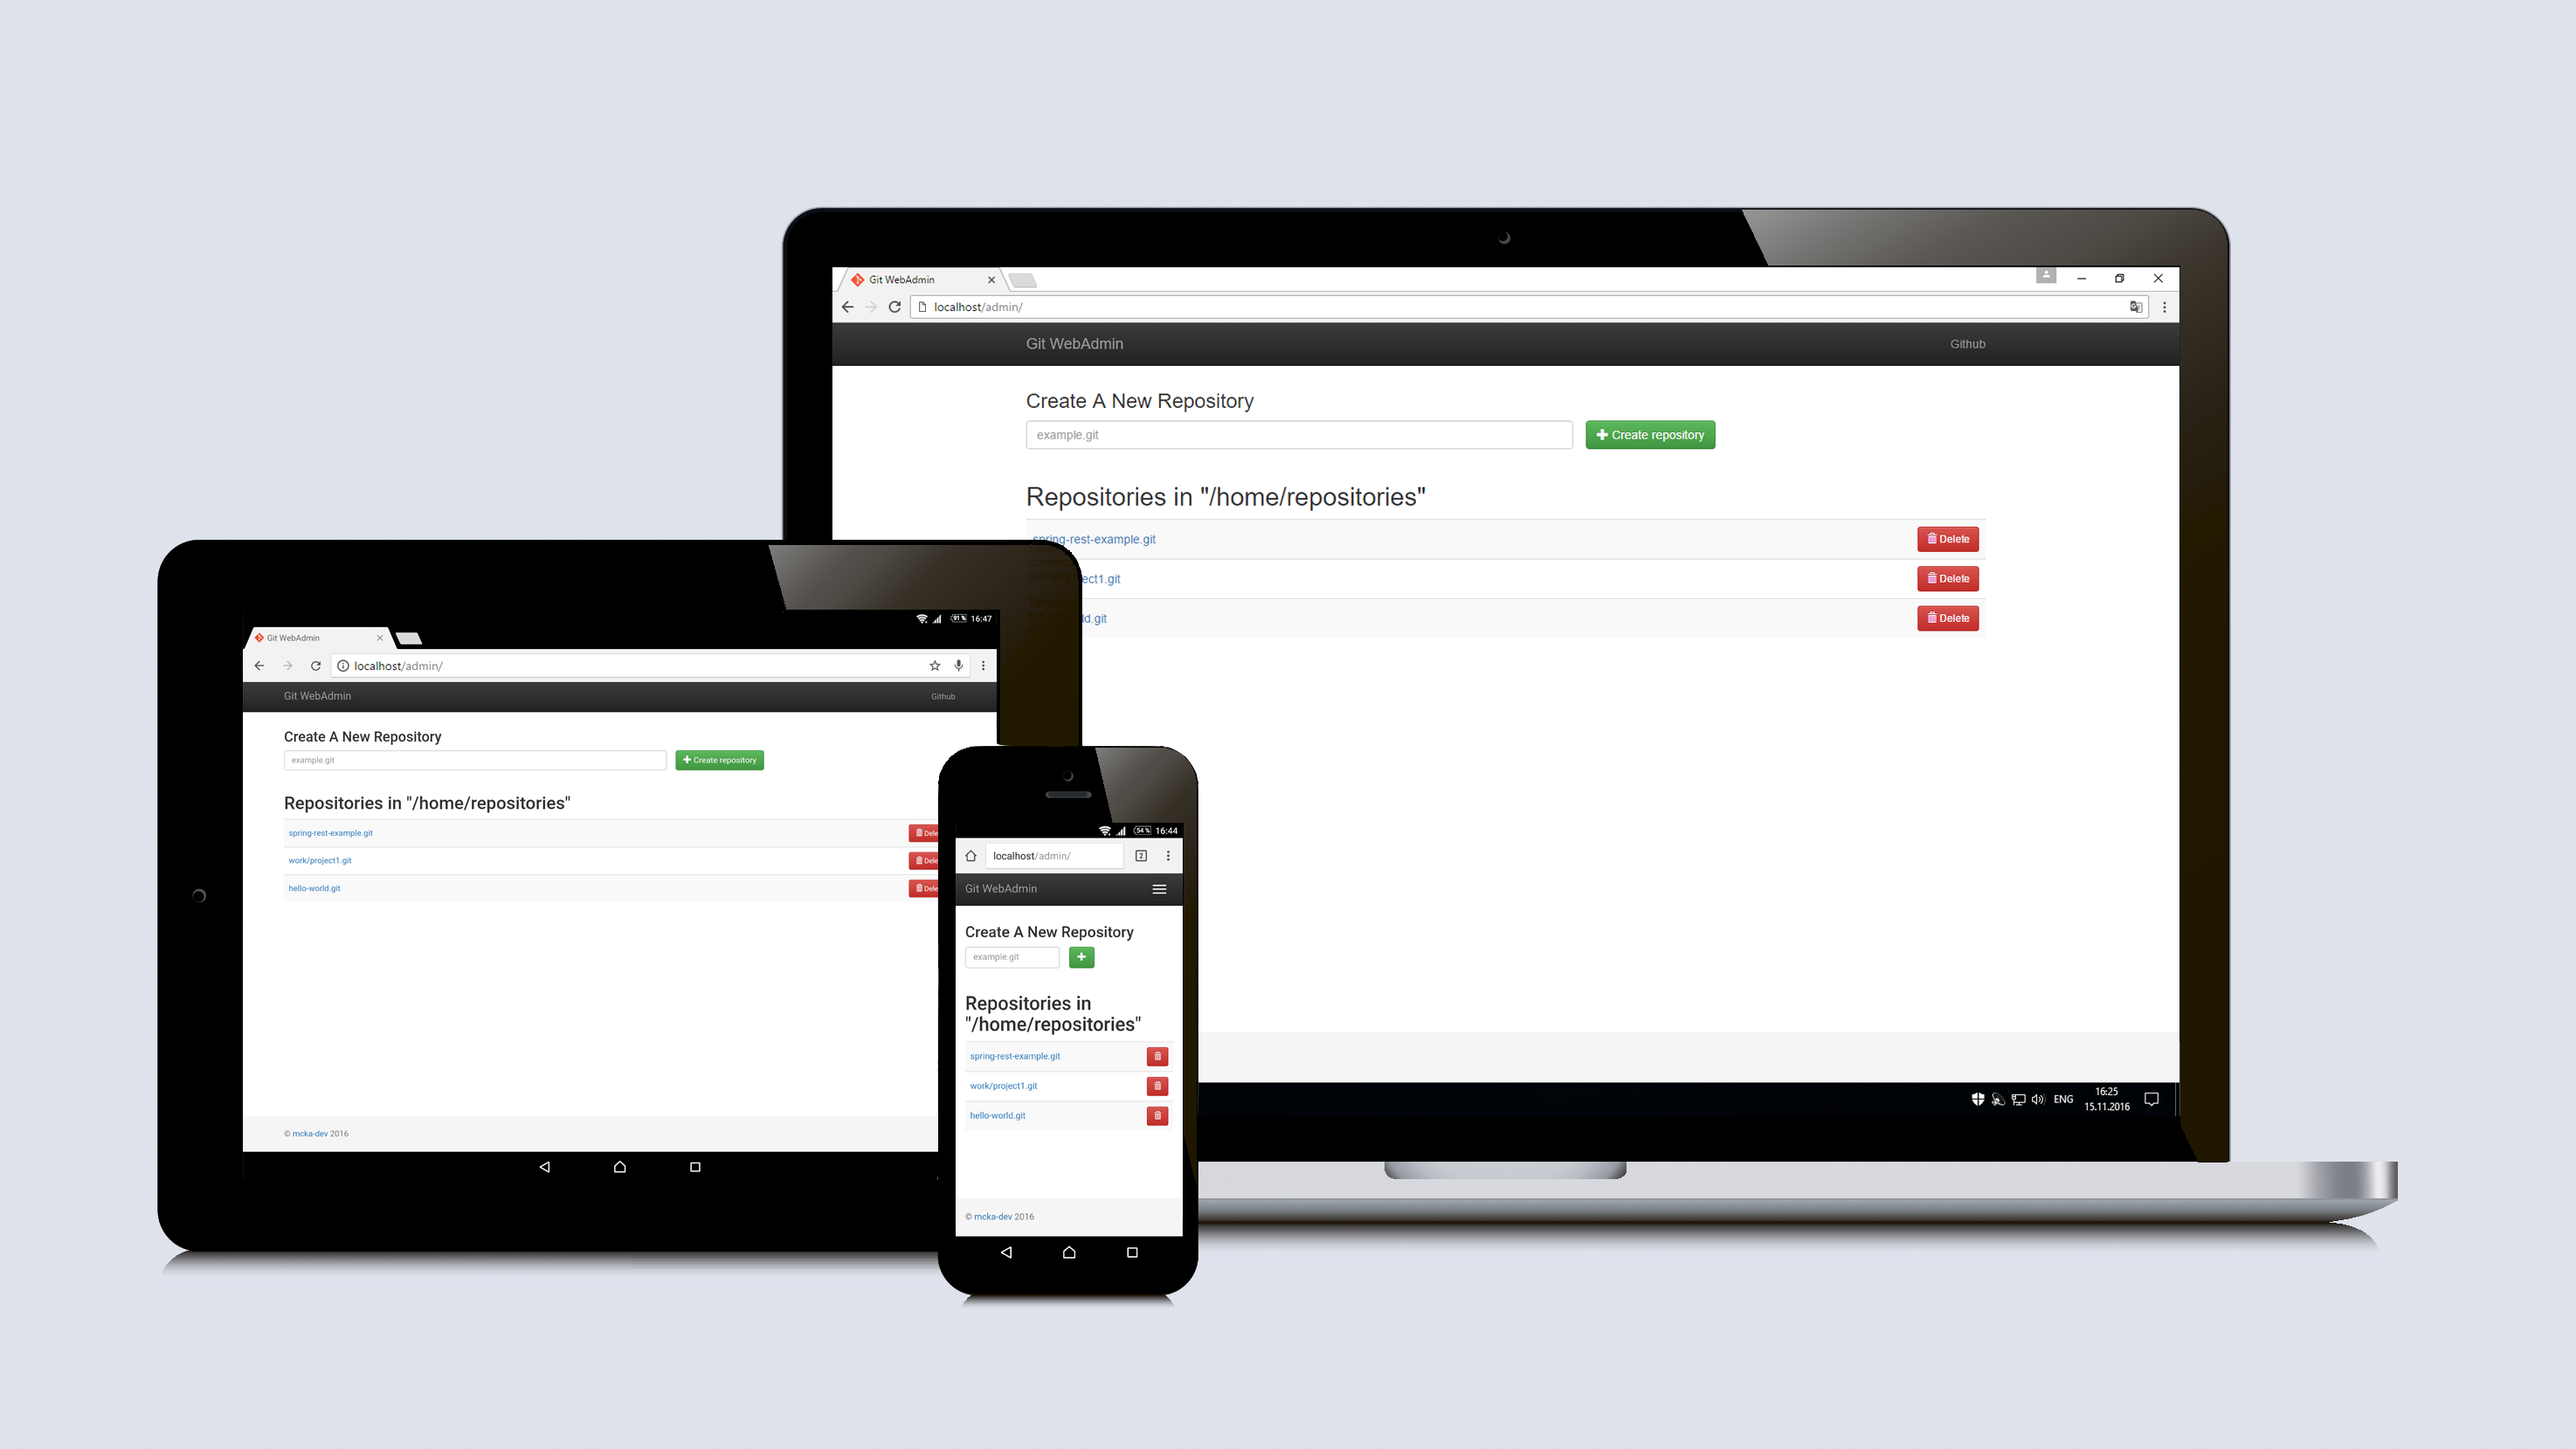 Git WebAdmin
localhost/admin/
Git WebAdmin
Github
Create A New Repository
example.git
Create repository
Repositories in "/home/repositories"
spring-rest-example.git
Delete
ect1.git
Delete
ld.git
Delete
ENG
16:25
15.11.2016
91 %
16:47
Git WebAdmin
localhost/admin/
Git WebAdmin
Github
Create A New Repository
example.git
Create repository
Repositories in "/home/repositories"
spring-rest-example.git
Dele
work/project1.git
Dele
hello-world.git
Dele
© mcka-dev 2016
54 %
16:44
localhost/admin/
2
Git WebAdmin
Create A New Repository
example.git
Repositories in
"/home/repositories"
spring-rest-example.git
work/project1.git
hello-world.git
© mcka-dev 2016